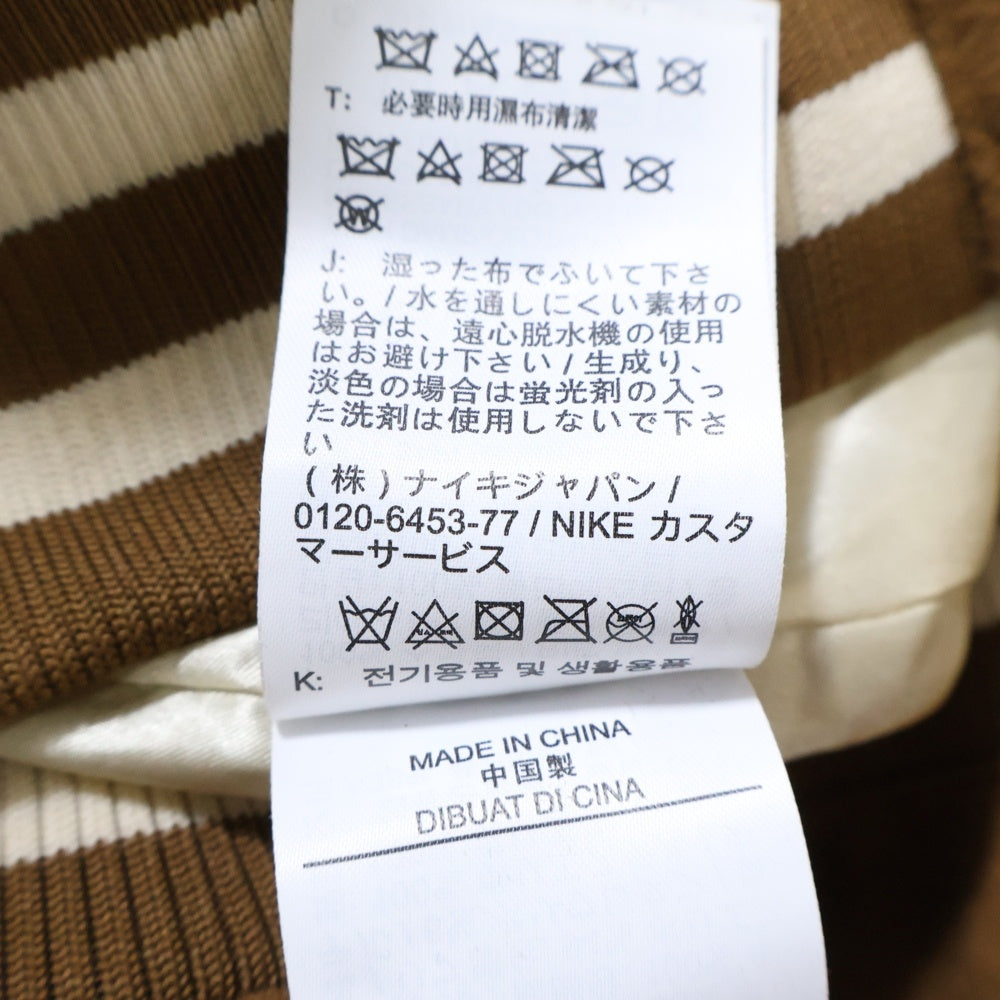 T: 必要時用濕布清潔
W
J: 湿った布でふいて下さ
い。/ 水を通しにくい素材の
場合は、遠心脱水機の使用
はお避け下さい / 生成り、
淡色の場合は蛍光剤の入っ
た洗剤は使用しないで下さ
い
(株) ナイキジャパン /
0120-6453-77 / NIKE カスタ
マーサービス
K: 전기용품 및 생활용품
MADE IN CHINA
中国製
DIBUAT DI CINA